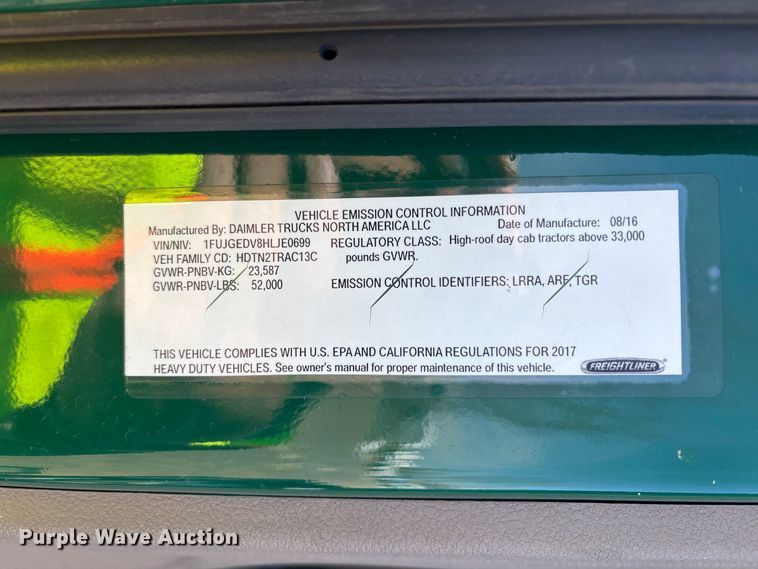 VEHICLE EMISSION CONTROL INFORMATION
Manufactured By: DAIMLER TRUCKS NORTH AMERICA LLC Date of Manufacture: 08/16
VIN/NIV: 1FUJGEDV8HLJE0699 REGULATORY CLASS: High-roof day cab tractors above 33,000
VEH FAMILY CD: HDTN2TRAC13C pounds GVWR.
GVWR-PNBV-KG: 23,587
GVWR-PNBV-LBS: 52,000 EMISSION CONTROL IDENTIFIERS: LRRA, ARF, TGR
THIS VEHICLE COMPLIES WITH U.S. EPA AND CALIFORNIA REGULATIONS FOR 2017
HEAVY DUTY VEHICLES. See owner's manual for proper maintenance of this vehicle. FREIGHTLINER
Purple Wave Auction